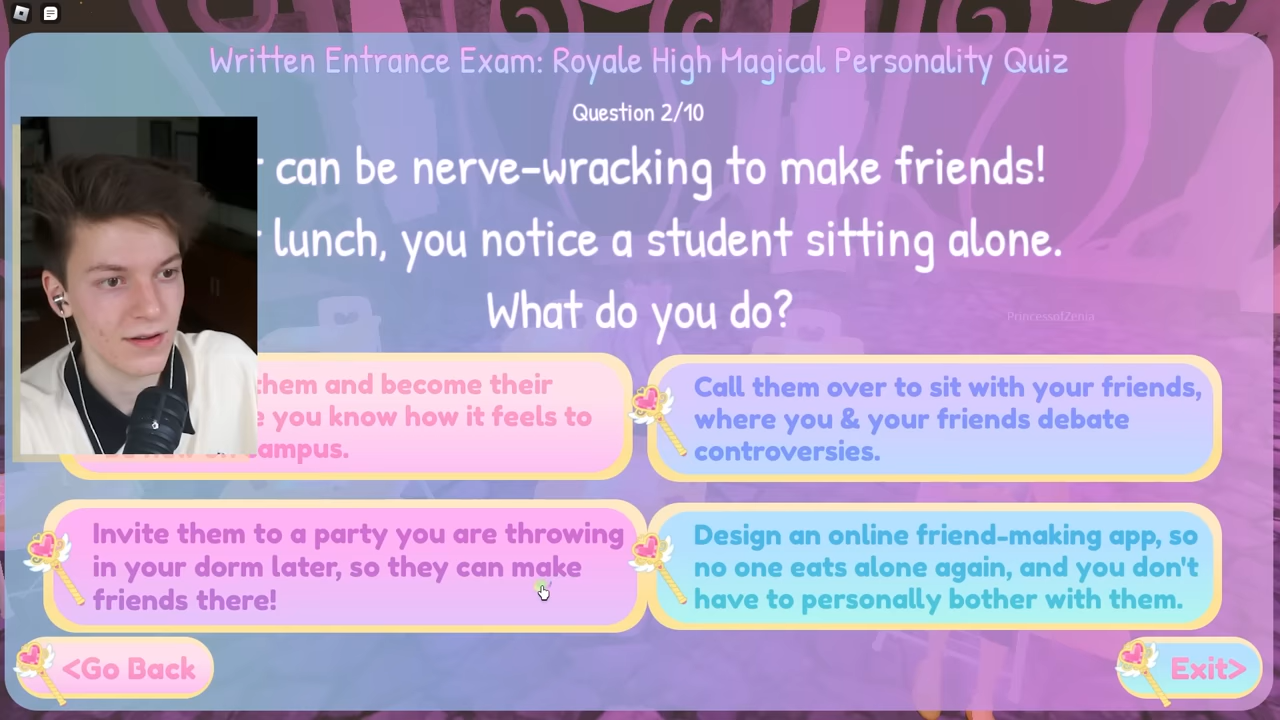 Written Entrance Exam: Royale High Magical Personality Quiz
Question 2/10
can be nerve-wracking to make friends!
lunch, you notice a student sitting alone.
What do you do?
PrincessofZenia
them and become their
you know how it feels to
campus.
Call them over to sit with your friends,
where you & your friends debate
controversies.
Invite them to a party you are throwing
in your dorm later, so they can make
friends there!
Design an online friend-making app, so
no one eats alone again, and you don't
have to personally bother with them.
<Go Back
Exit>